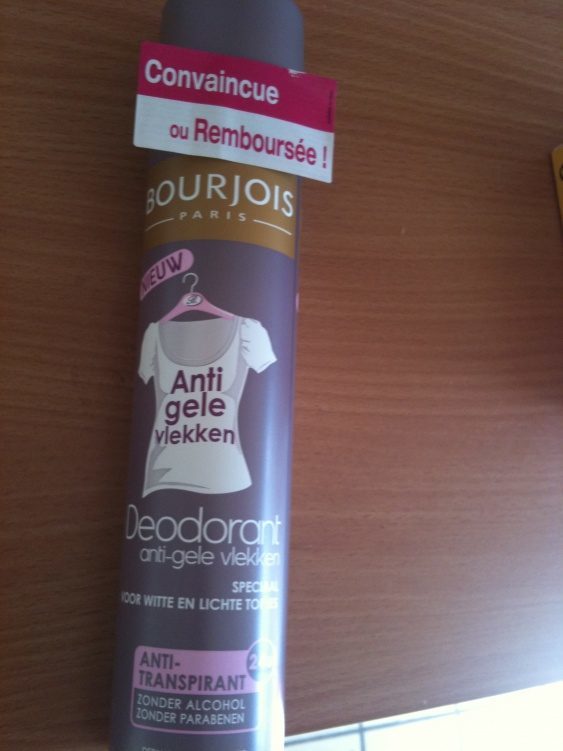 Convaincue
ou Remboursée !
BOURJOIS
PARIS
NIEUW
Anti
gele
vlekken
Deodorant
anti-gele vlekken
SPECIAAL
VOOR WITTE EN LICHTE
ANTI-
TRANSPIRANT
ZONDER ALCOHOL
ZONDER PARABENEN